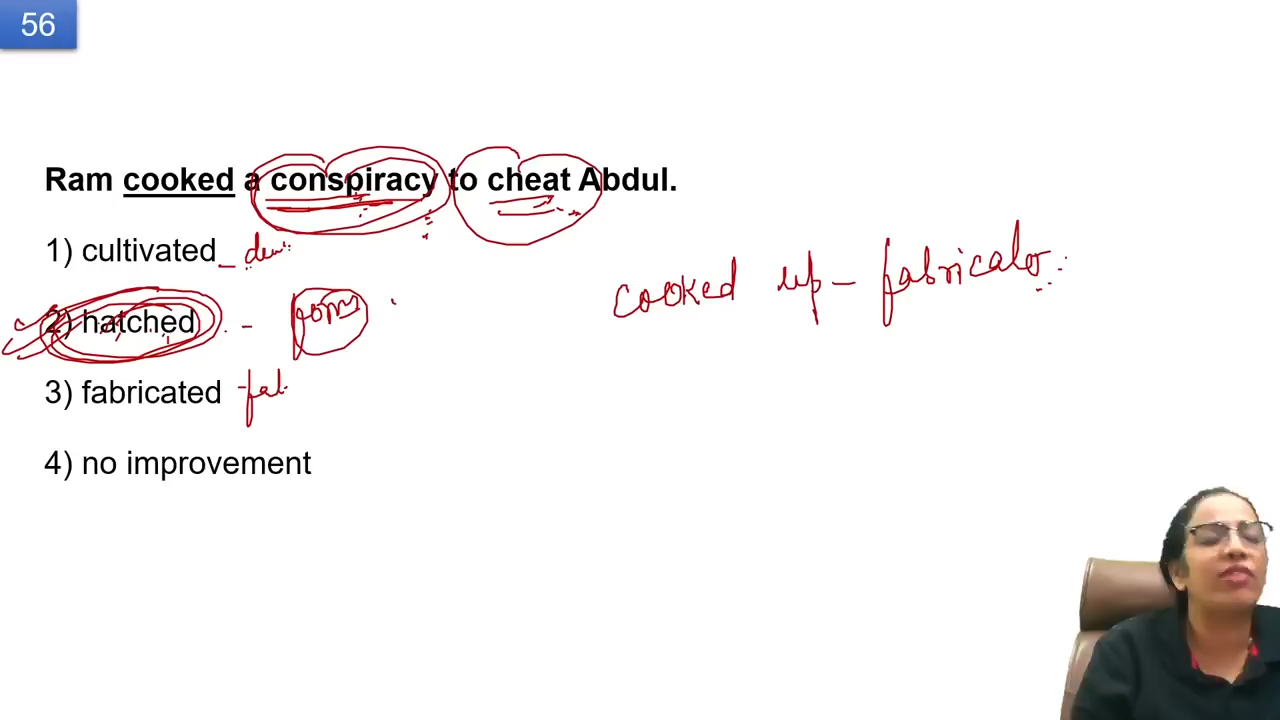 56
Ram cooked a conspiracy to cheat Abdul.
1) cultivated
cooked up - fabricate
2) hatched - form
3) fabricated - fab
4) no improvement